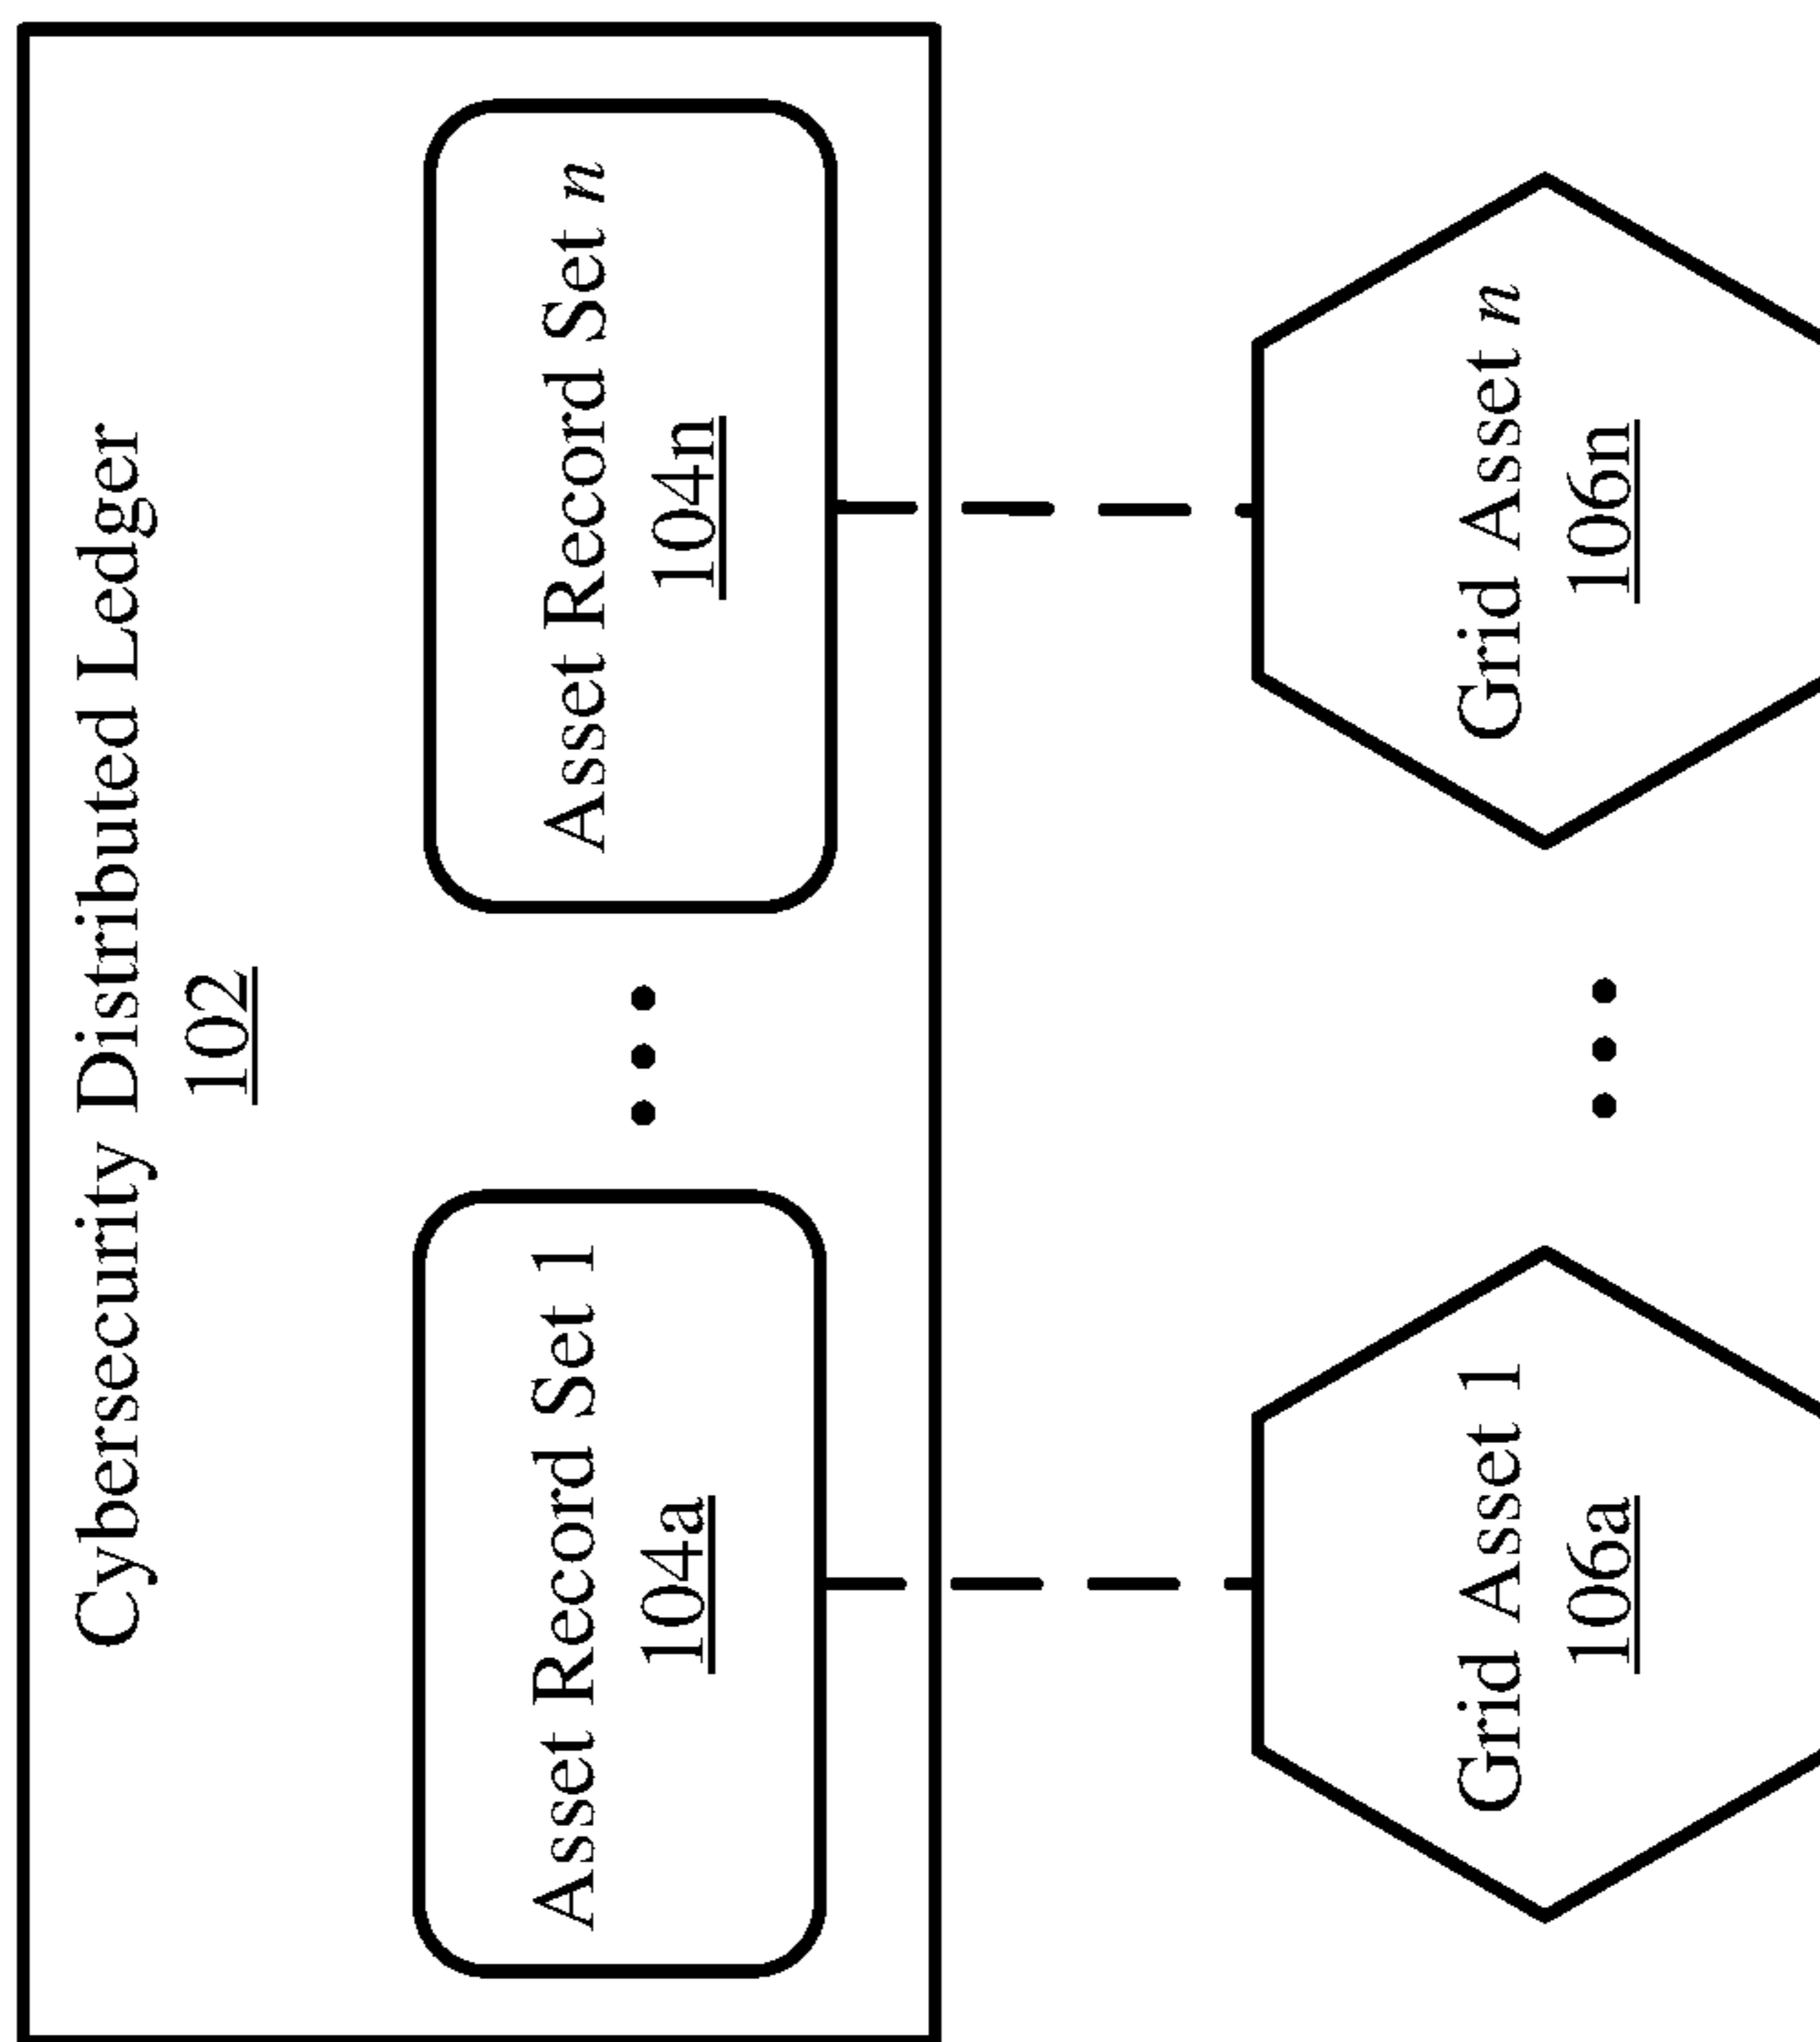 Cybersecurity Distributed Ledger
102
Asset Record Set 1
104a
Asset Record Set n
104n
Grid Asset 1
106a
Grid Asset n
106n